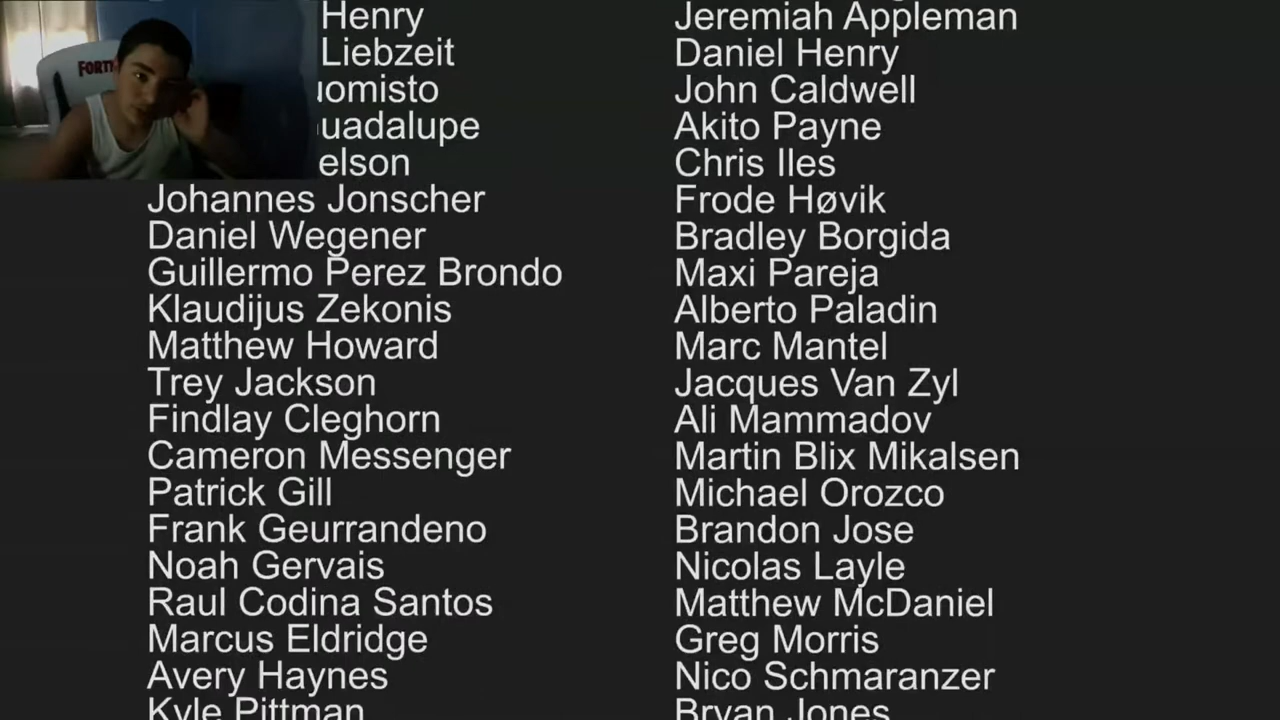 FORT
Henry
Liebzeit
uadalupe
elson
Johannes Jonscher
Daniel Wegener
Guillermo Perez Brondo
Klaudijus Zekonis
Matthew Howard
Trey Jackson
Findlay Cleghorn
Cameron Messenger
Patrick Gill
Frank Geurrandeno
Noah Gervais
Raul Codina Santos
Marcus Eldridge
Avery Haynes
Kyle Pittman
Jeremiah Appleman
Daniel Henry
John Caldwell
Akito Payne
Chris Iles
Frode Høvik
Bradley Borgida
Maxi Pareja
Alberto Paladin
Marc Mantel
Jacques Van Zyl
Ali Mammadov
Martin Blix Mikalsen
Michael Orozco
Brandon Jose
Nicolas Layle
Matthew McDaniel
Greg Morris
Nico Schmaranzer
Bryan Jones